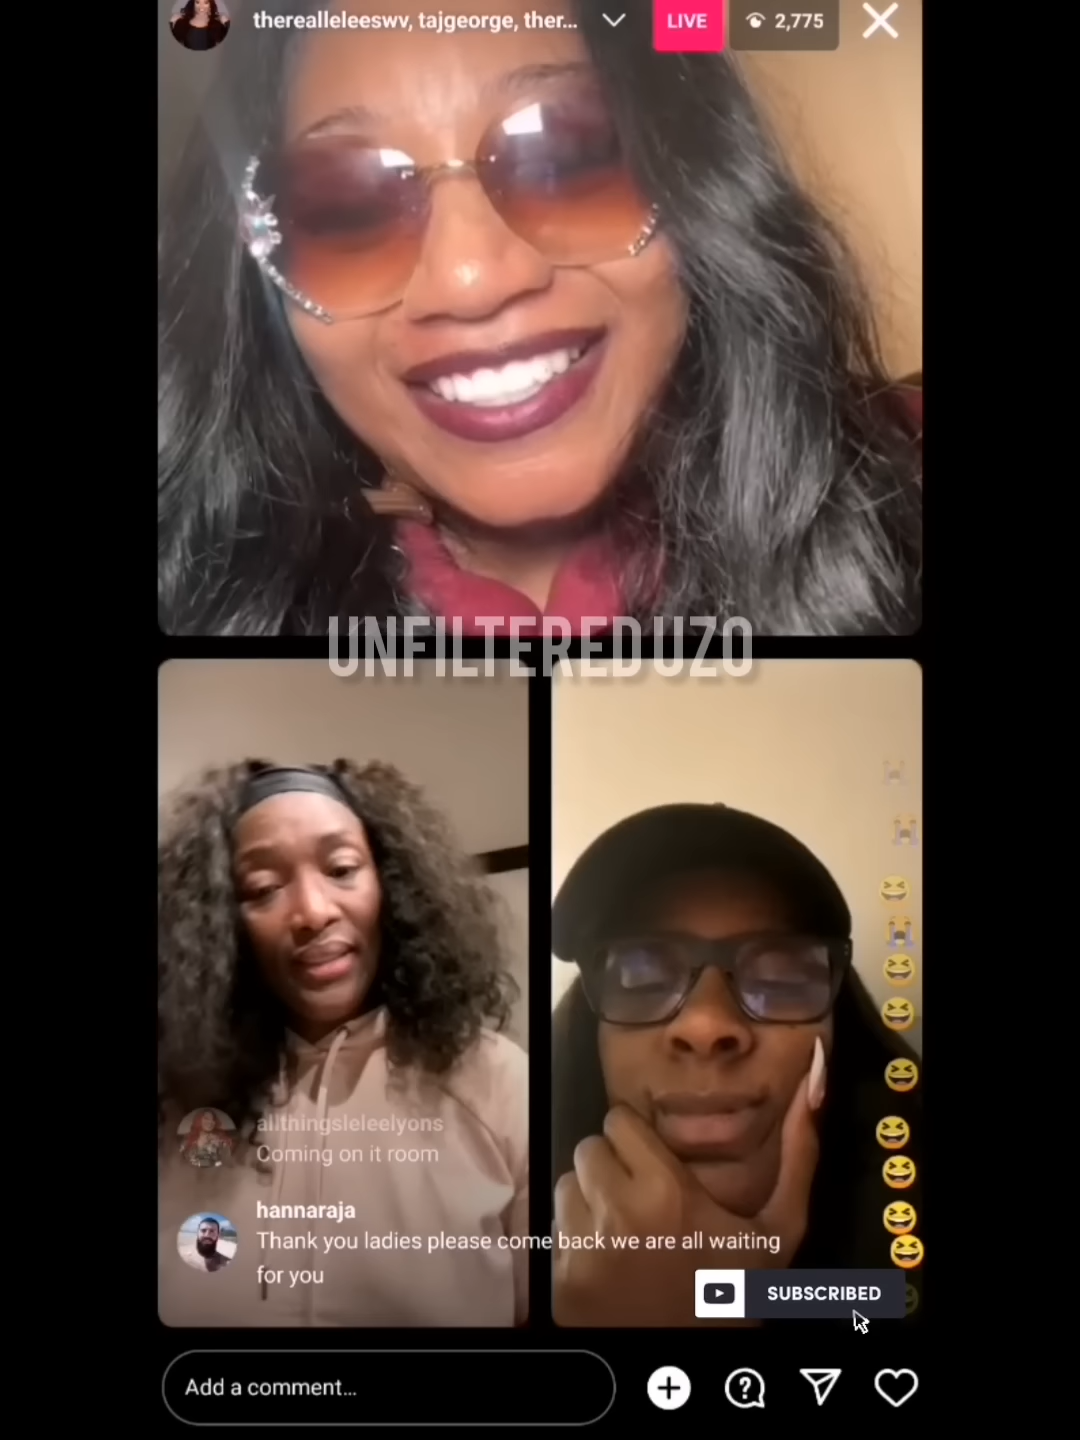 therealleleeswv, tajgeorge, ther...
LIVE
2,775
UNFILTEREDUZO
allthingsleleelyons
Coming on it room
hannaraja
Thank you ladies please come back we are all waiting
for you
SUBSCRIBED
Add a comment...